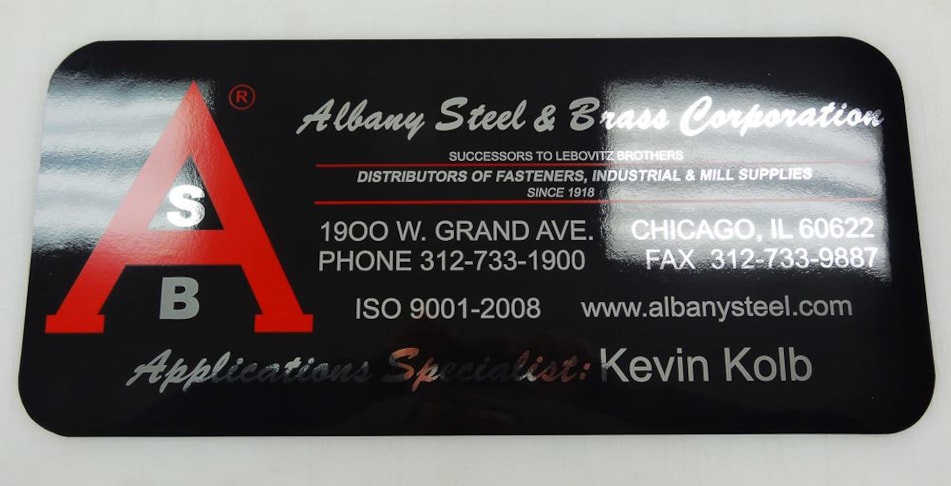 A ®
S
B
Albany Steel & Brass Corporation
SUCCESSORS TO LEBOVITZ BROTHERS
DISTRIBUTORS OF FASTENERS, INDUSTRIAL & MILL SUPPLIES
SINCE 1918
1900 W. GRAND AVE. CHICAGO, IL 60622
PHONE 312-733-1900 FAX 312-733-9887
ISO 9001-2008 www.albanysteel.com
Applications Specialist: Kevin Kolb